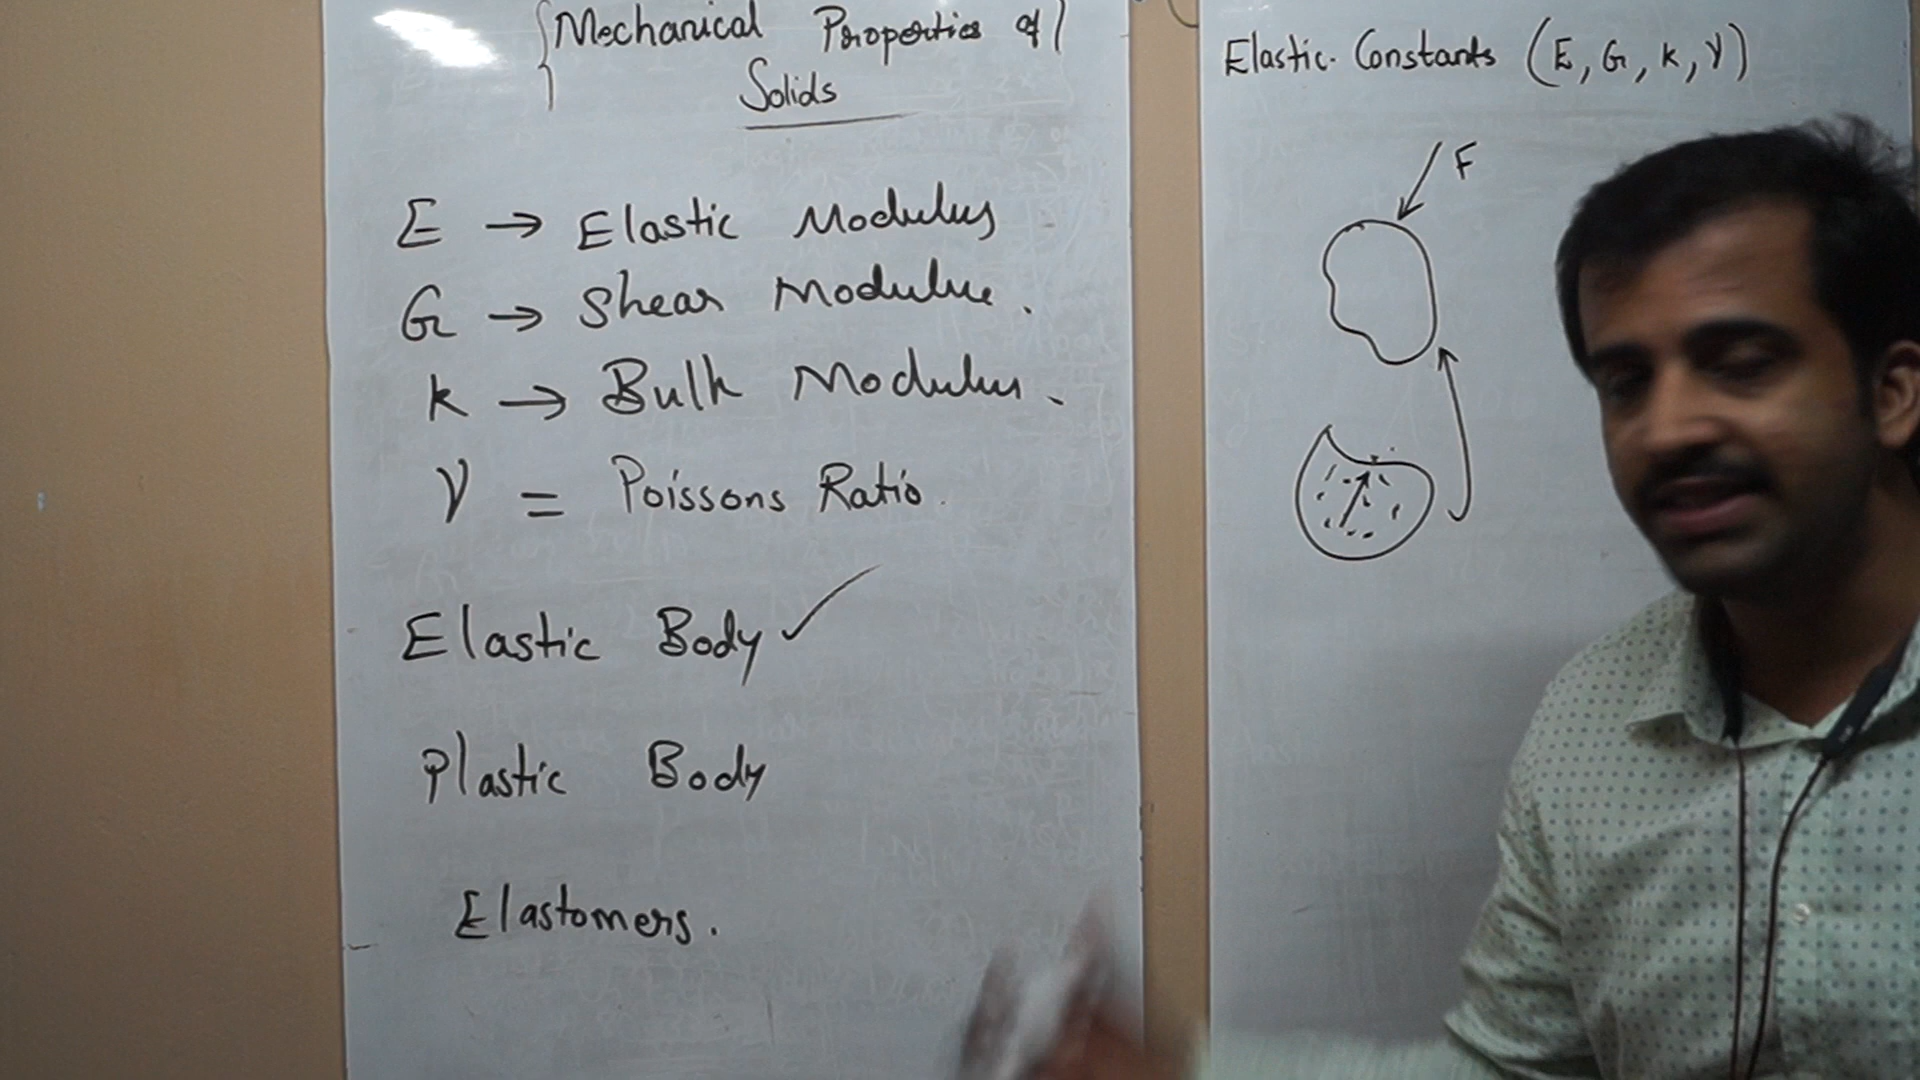 Mechanical Properties of
Solids
E → Elastic Modulus
G → Shear Modulus.
K → Bulk Modulus.
γ = Poissons Ratio.
Elastic Body ✓
Plastic Body
Elastomers.
Elastic Constants (E, G, K, γ)
F